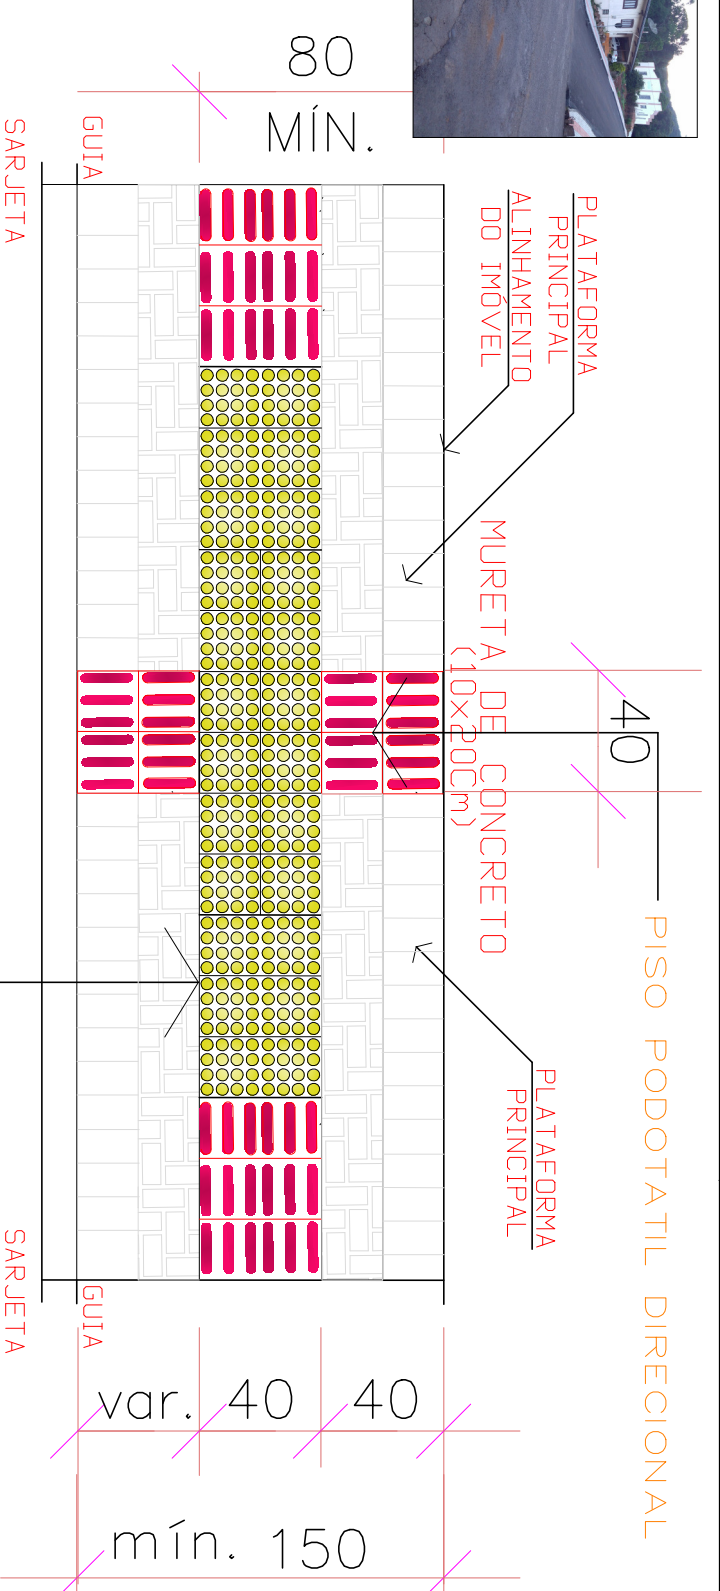 80
MÍN.
GUIA
SARJETA
PLATAFORMA
PRINCIPAL
ALINHAMENTO
DO IMÓVEL
MURETA DE CONCRETO
(10x20Cm)
40
PISO PODOTATIL DIRECIONAL
PLATAFORMA
PRINCIPAL
GUIA
SARJETA
var. 40 40
mín. 150